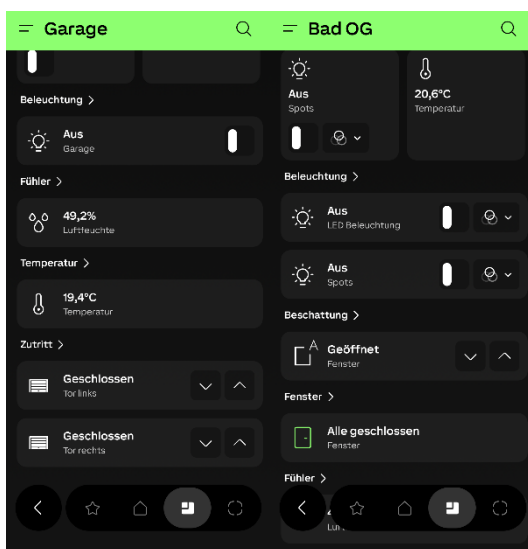 Garage
Beleuchtung >
Aus
Garage
Fühler >
49,2%
Luftfeuchte
Temperatur >
19,4°C
Temperatur
Zutritt >
Geschlossen
Tor links
Geschlossen
Tor rechts
Bad OG
Aus
Spots
20,6°C
Temperatur
Beleuchtung >
Aus
LED Beleuchtung
Aus
Spots
Beschattung >
A
Geöffnet
Fenster
Fenster >
Alle geschlossen
Fenster
Fühler >